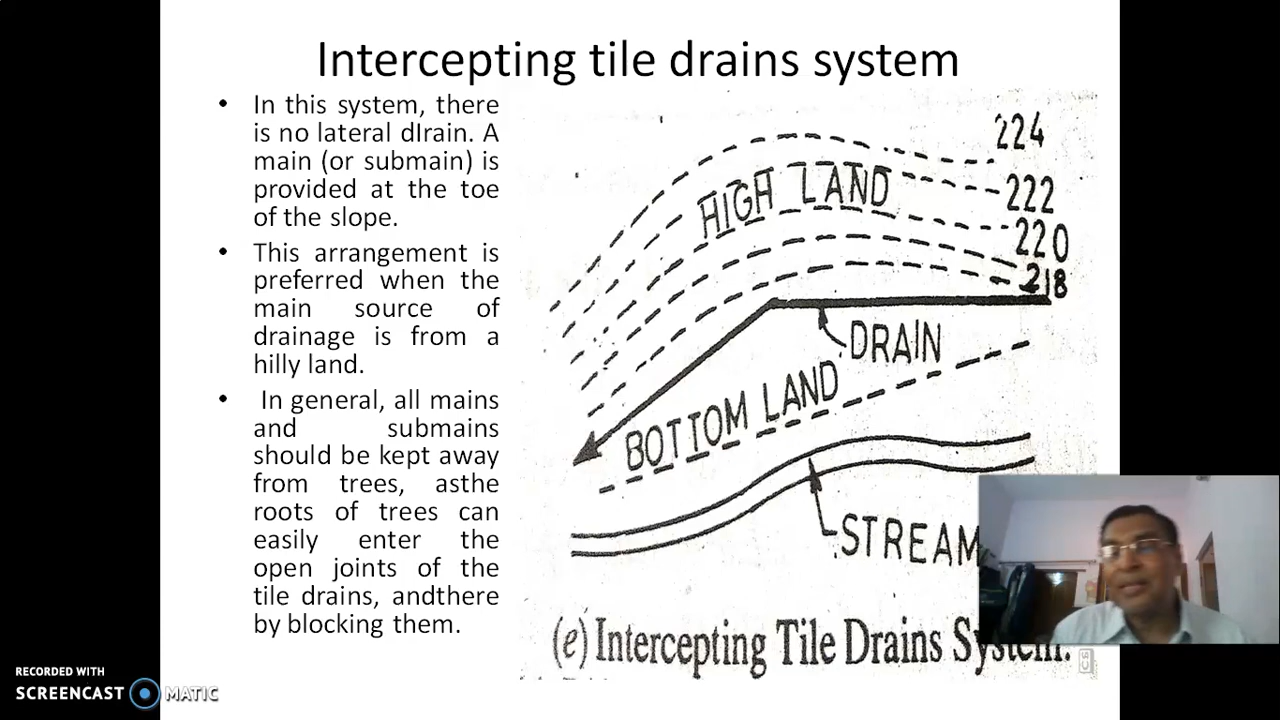 Intercepting tile drains system
• In this system, there
is no lateral dIrain. A
main (or submain) is
provided at the toe
of the slope.
• This arrangement is
preferred when the
main source of
drainage is from a
hilly land.
• In general, all mains
and submains
should be kept away
from trees, asthe
roots of trees can
easily enter the
open joints of the
tile drains, andthere
by blocking them.
224
HIGH LAND
222
220
218
DRAIN
BOTTOM LAND
STREAM
(e) Intercepting Tile Drains System.
RECORDED WITH
SCREENCAST MATIC